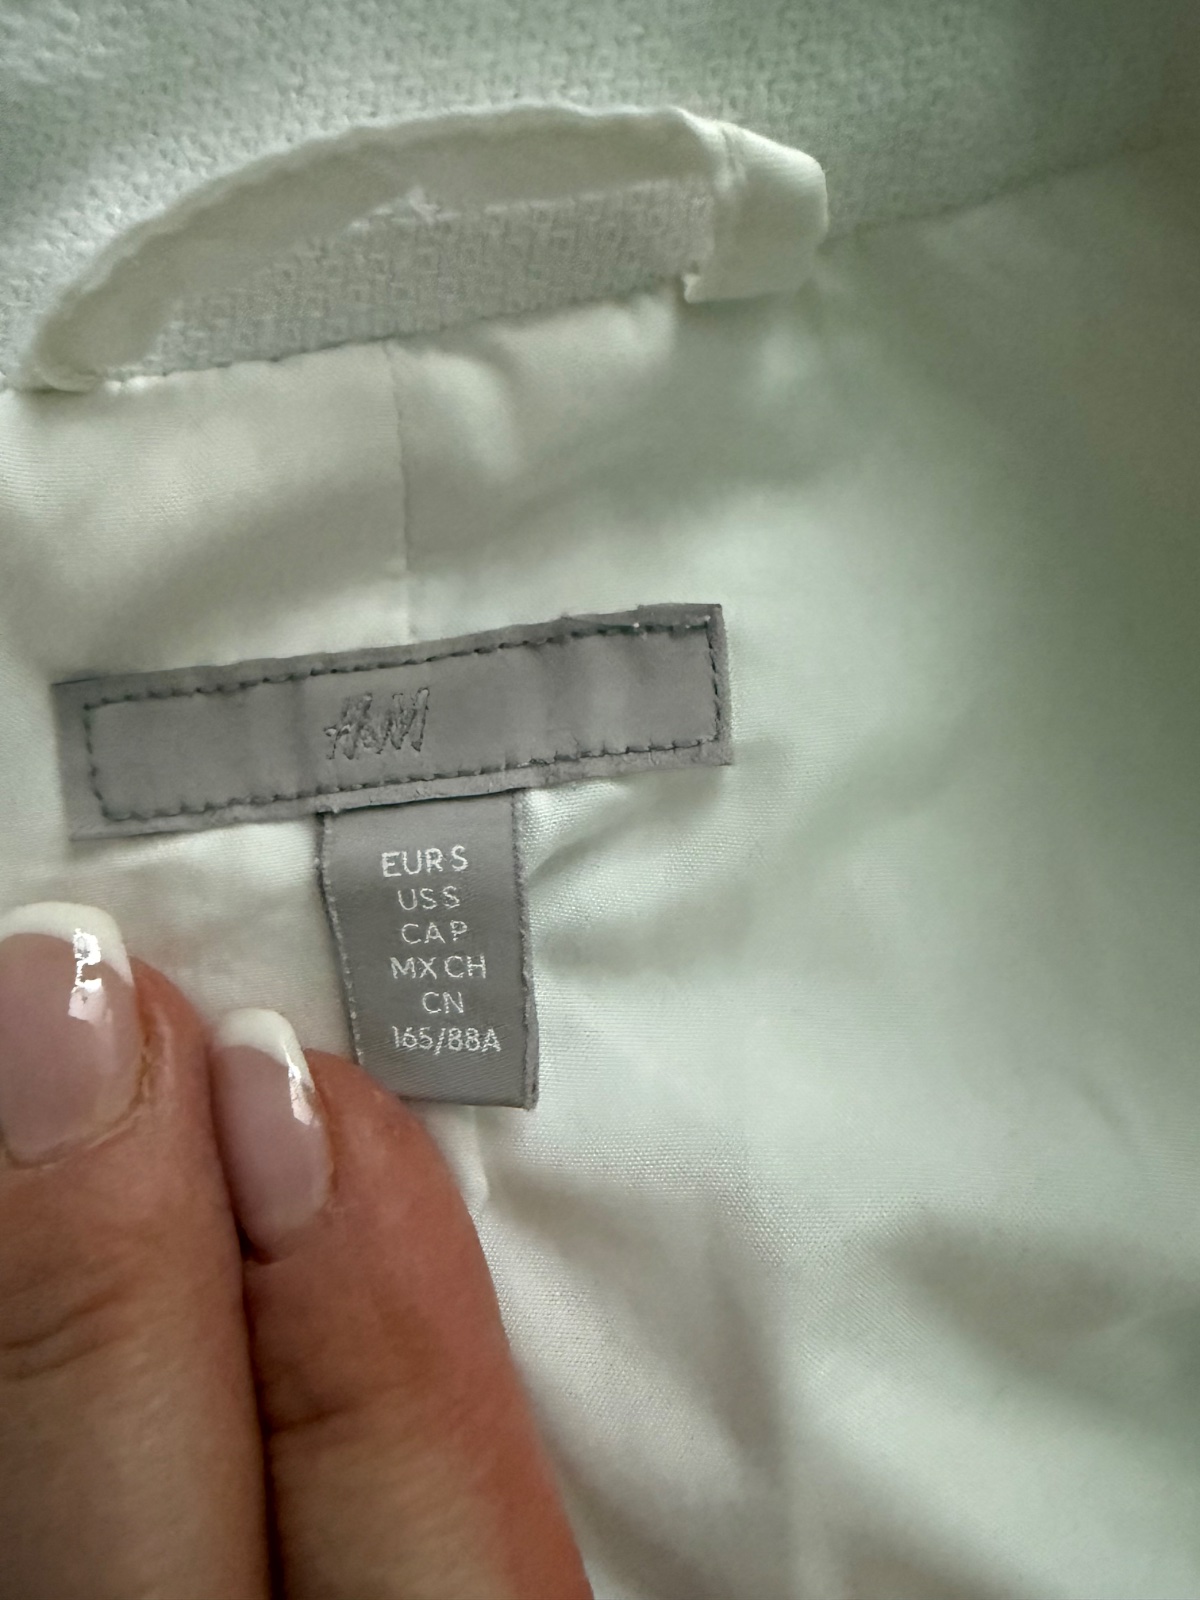 H&M
EUR S
US S
CA P
MX CH
CN
165/88A